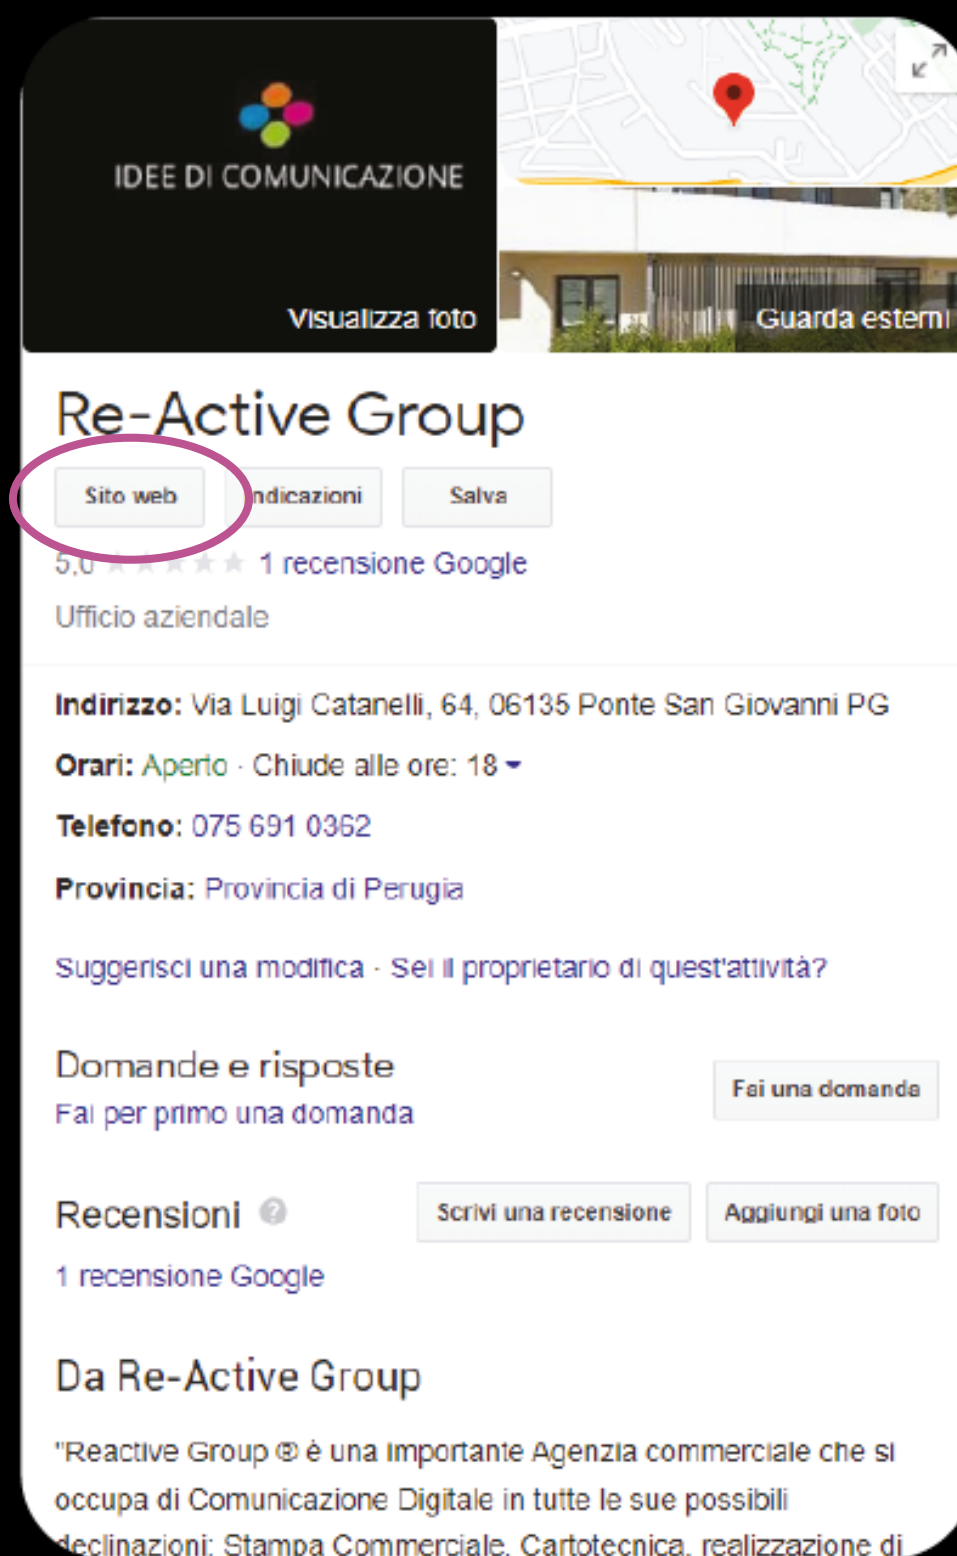 IDEE DI COMUNICAZIONE
Visualizza foto
Guarda esterni
Re-Active Group
Sito web
Indicazioni
Salva
5,0 ★★★★★ 1 recensione Google
Ufficio aziendale
Indirizzo: Via Luigi Catanelli, 64, 06135 Ponte San Giovanni PG
Orari: Aperto · Chiude alle ore: 18
Telefono: 075 691 0362
Provincia: Provincia di Perugia
Suggerisci una modifica · Sei il proprietario di quest'attività?
Domande e risposte
Fai una domanda
Fai per primo una domanda
Recensioni ?
Scrivi una recensione
Aggiungi una foto
1 recensione Google
Da Re-Active Group
"Reactive Group ® è una importante Agenzia commerciale che si
occupa di Comunicazione Digitale in tutte le sue possibili
declinazioni: Stampa Commerciale, Cartotecnica, realizzazione di